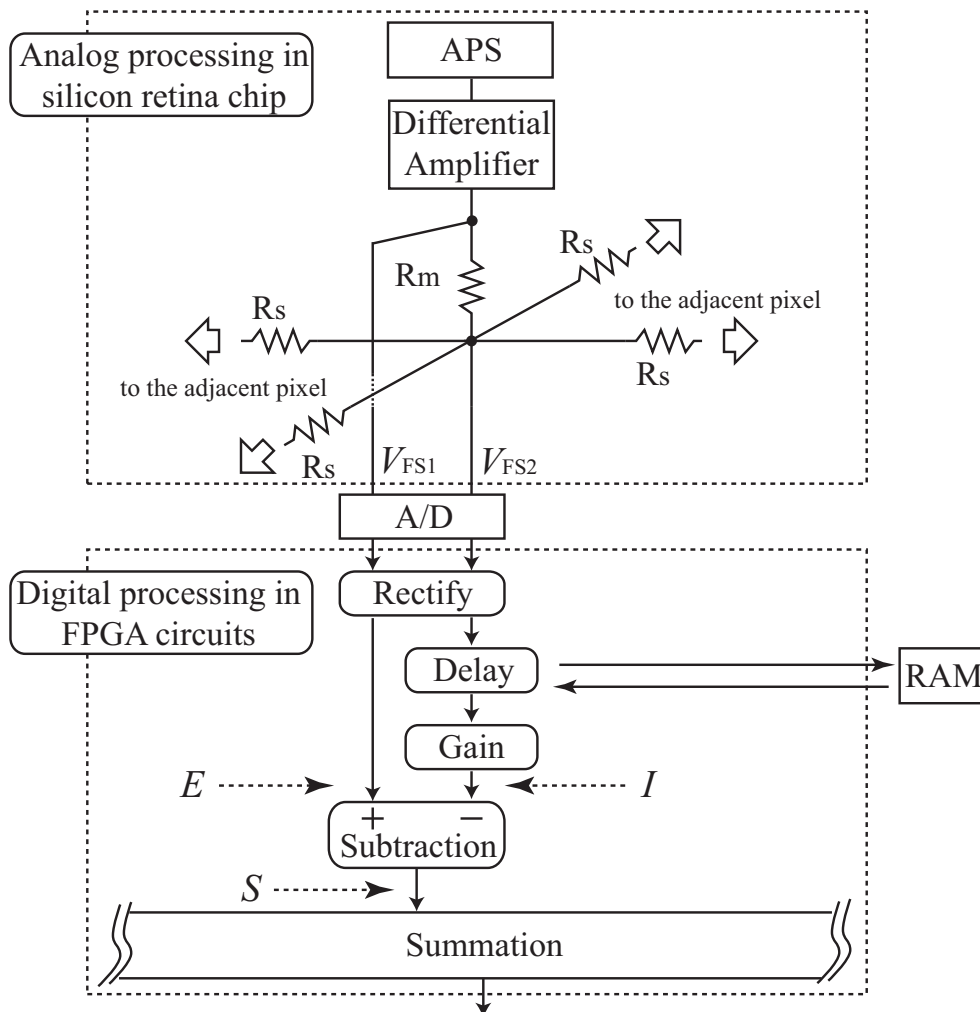 Analog processing in
silicon retina chip
APS
Differential
Amplifier
Rm
Rs
to the adjacent pixel
Rs
Rs
to the adjacent pixel
Rs
VFS1
VFS2
A/D
Digital processing in
FPGA circuits
Rectify
Delay
RAM
Gain
E
I
+
−
Subtraction
S
Summation